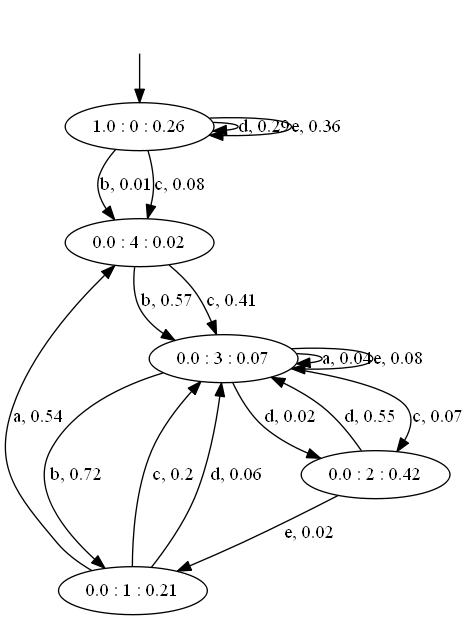 1.0 : 0 : 0.26
d, 0.29
e, 0.36
b, 0.01
c, 0.08
0.0 : 4 : 0.02
b, 0.57
c, 0.41
0.0 : 3 : 0.07
a, 0.04
e, 0.08
a, 0.54
d, 0.02
d, 0.55
c, 0.07
b, 0.72
c, 0.2
d, 0.06
0.0 : 2 : 0.42
e, 0.02
0.0 : 1 : 0.21